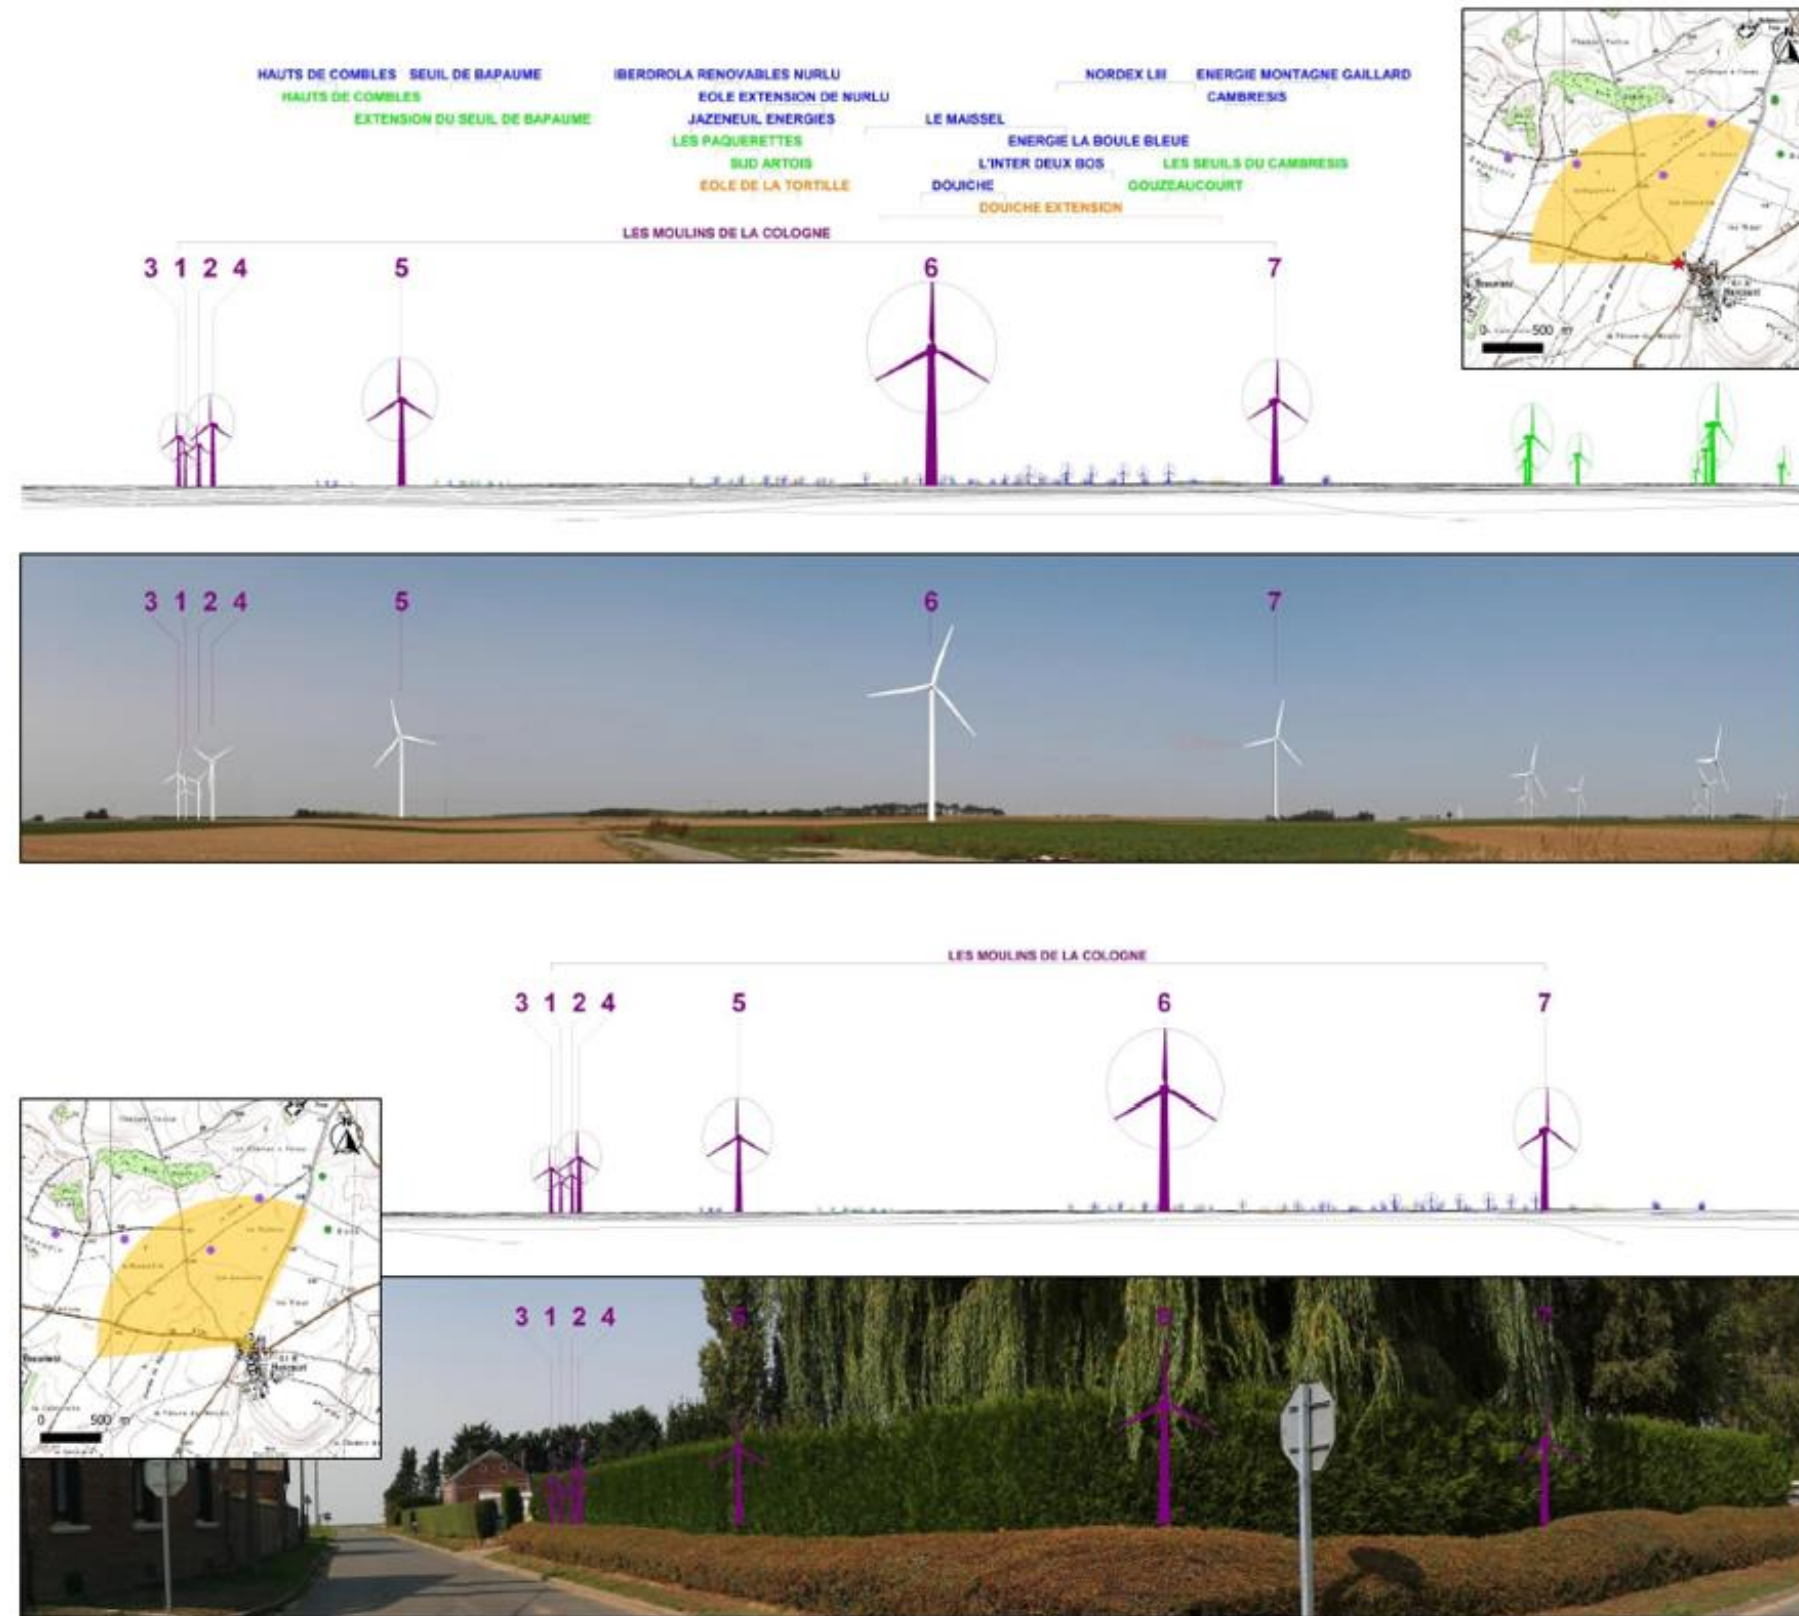 HAUTS DE COMBLES SEUIL DE BAPAUME IBERDROLA RENOVABLES NURLU NORDEX LIII ENERGIE MONTAGNE GAILLARD
HAUTS DE COMBLES EOLE EXTENSION DE NURLU CAMBRESIS
EXTENSION DU SEUIL DE BAPAUME JAZENEUIL ENERGIES LE MAISSEL
LES PAQUERETTES ENERGIE LA BOULE BLEUE
SUD ARTOIS L'INTER DEUX BOS LES SEUILS DU CAMBRESIS
EOLE DE LA TORTILLE DOUICHE GOUZEAUCOURT
DOUICHE EXTENSION
LES MOULINS DE LA COLOGNE
3 1 2 4 5 6 7
N
0 500 m
3 1 2 4 5 6 7
LES MOULINS DE LA COLOGNE
3 1 2 4 5 6 7
N
0 500 m
3 1 2 4 5 6 7